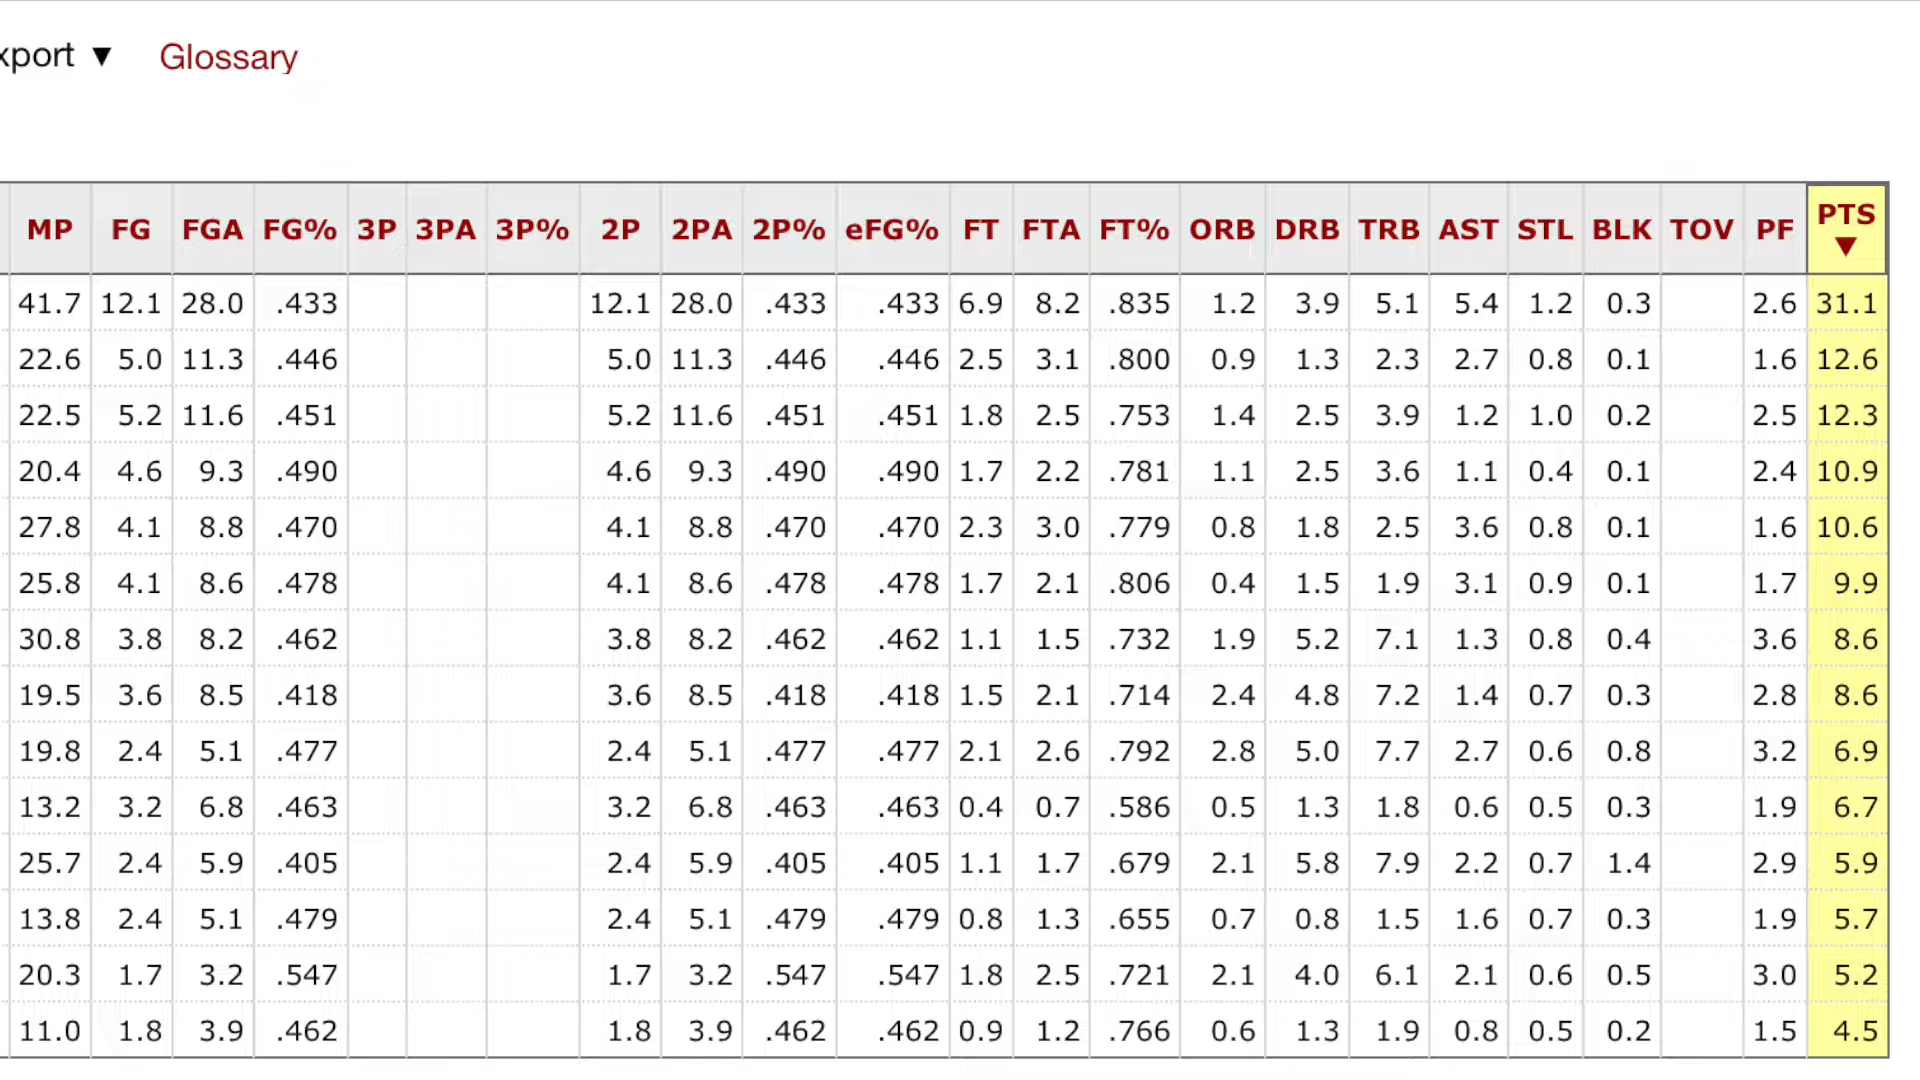 xport ▼ Glossary
MP FG FGA FG% 3P 3PA 3P% 2P 2PA 2P% eFG% FT FTA FT% ORB DRB TRB AST STL BLK TOV PF PTS ▼
41.7 12.1 28.0 .433 12.1 28.0 .433 .433 6.9 8.2 .835 1.2 3.9 5.1 5.4 1.2 0.3 2.6 31.1
22.6 5.0 11.3 .446 5.0 11.3 .446 .446 2.5 3.1 .800 0.9 1.3 2.3 2.7 0.8 0.1 1.6 12.6
22.5 5.2 11.6 .451 5.2 11.6 .451 .451 1.8 2.5 .753 1.4 2.5 3.9 1.2 1.0 0.2 2.5 12.3
20.4 4.6 9.3 .490 4.6 9.3 .490 .490 1.7 2.2 .781 1.1 2.5 3.6 1.1 0.4 0.1 2.4 10.9
27.8 4.1 8.8 .470 4.1 8.8 .470 .470 2.3 3.0 .779 0.8 1.8 2.5 3.6 0.8 0.1 1.6 10.6
25.8 4.1 8.6 .478 4.1 8.6 .478 .478 1.7 2.1 .806 0.4 1.5 1.9 3.1 0.9 0.1 1.7 9.9
30.8 3.8 8.2 .462 3.8 8.2 .462 .462 1.1 1.5 .732 1.9 5.2 7.1 1.3 0.8 0.4 3.6 8.6
19.5 3.6 8.5 .418 3.6 8.5 .418 .418 1.5 2.1 .714 2.4 4.8 7.2 1.4 0.7 0.3 2.8 8.6
19.8 2.4 5.1 .477 2.4 5.1 .477 .477 2.1 2.6 .792 2.8 5.0 7.7 2.7 0.6 0.8 3.2 6.9
13.2 3.2 6.8 .463 3.2 6.8 .463 .463 0.4 0.7 .586 0.5 1.3 1.8 0.6 0.5 0.3 1.9 6.7
25.7 2.4 5.9 .405 2.4 5.9 .405 .405 1.1 1.7 .679 2.1 5.8 7.9 2.2 0.7 1.4 2.9 5.9
13.8 2.4 5.1 .479 2.4 5.1 .479 .479 0.8 1.3 .655 0.7 0.8 1.5 1.6 0.7 0.3 1.9 5.7
20.3 1.7 3.2 .547 1.7 3.2 .547 .547 1.8 2.5 .721 2.1 4.0 6.1 2.1 0.6 0.5 3.0 5.2
11.0 1.8 3.9 .462 1.8 3.9 .462 .462 0.9 1.2 .766 0.6 1.3 1.9 0.8 0.5 0.2 1.5 4.5